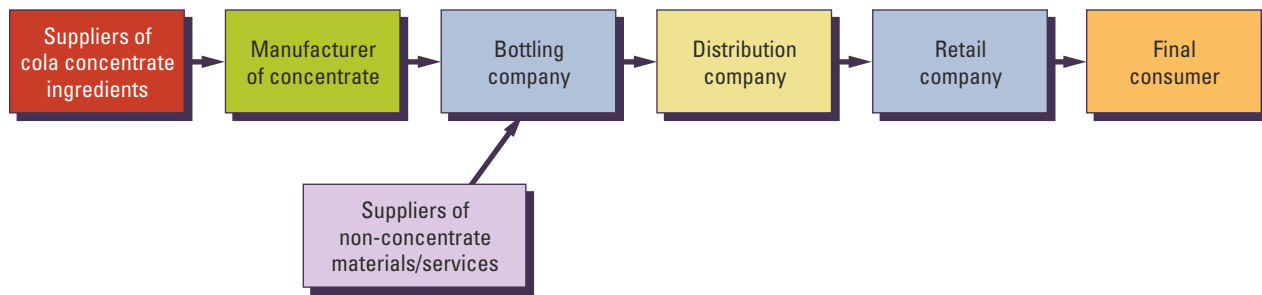 Suppliers of
cola concentrate
ingredients
Manufacturer
of concentrate
Bottling
company
Distribution
company
Retail
company
Final
consumer
Suppliers of
non-concentrate
materials/services